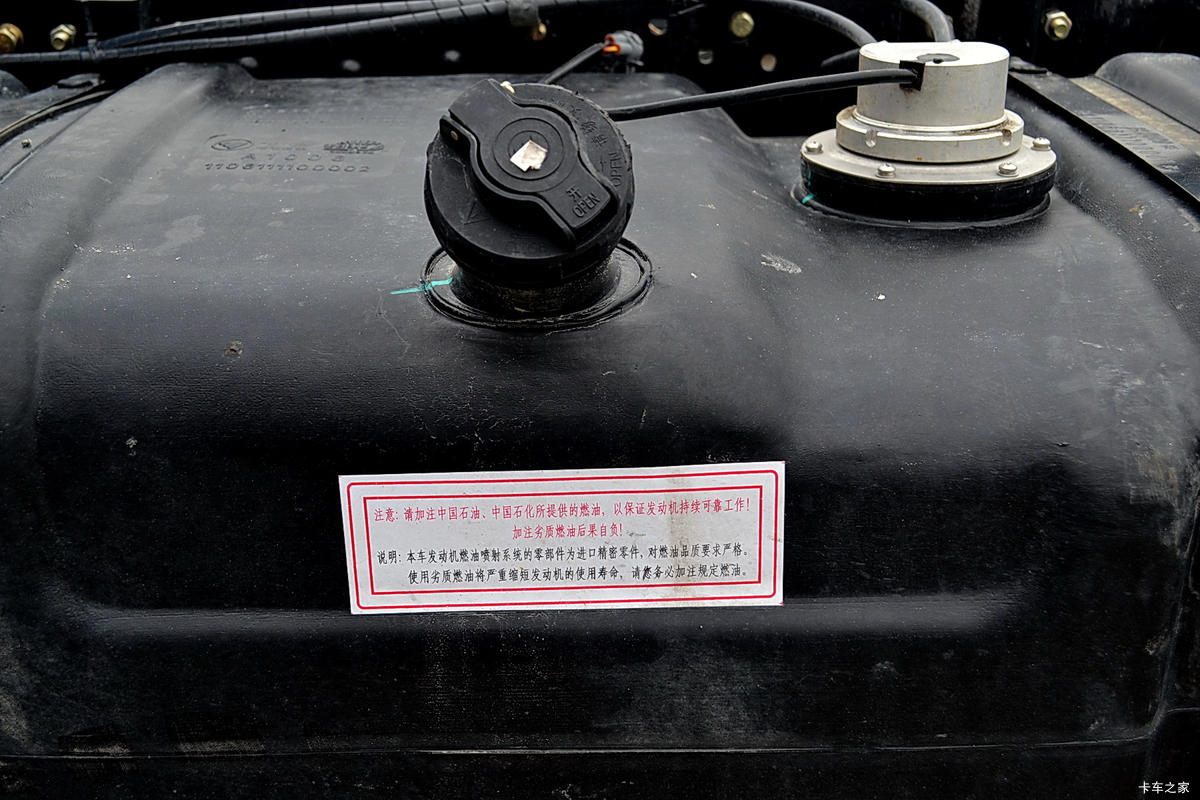 A1006
110611100002
开
OPEN
OPEN
注意：请加注中国石油、中国石化所提供的燃油，以保证发动机持续可靠工作！
加注劣质燃油后果自负！
说明：本车发动机燃油喷射系统的零部件为进口精密零件，对燃油品质要求严格。
使用劣质燃油将严重缩短发动机的使用寿命，请您务必加注规定燃油。
卡车之家